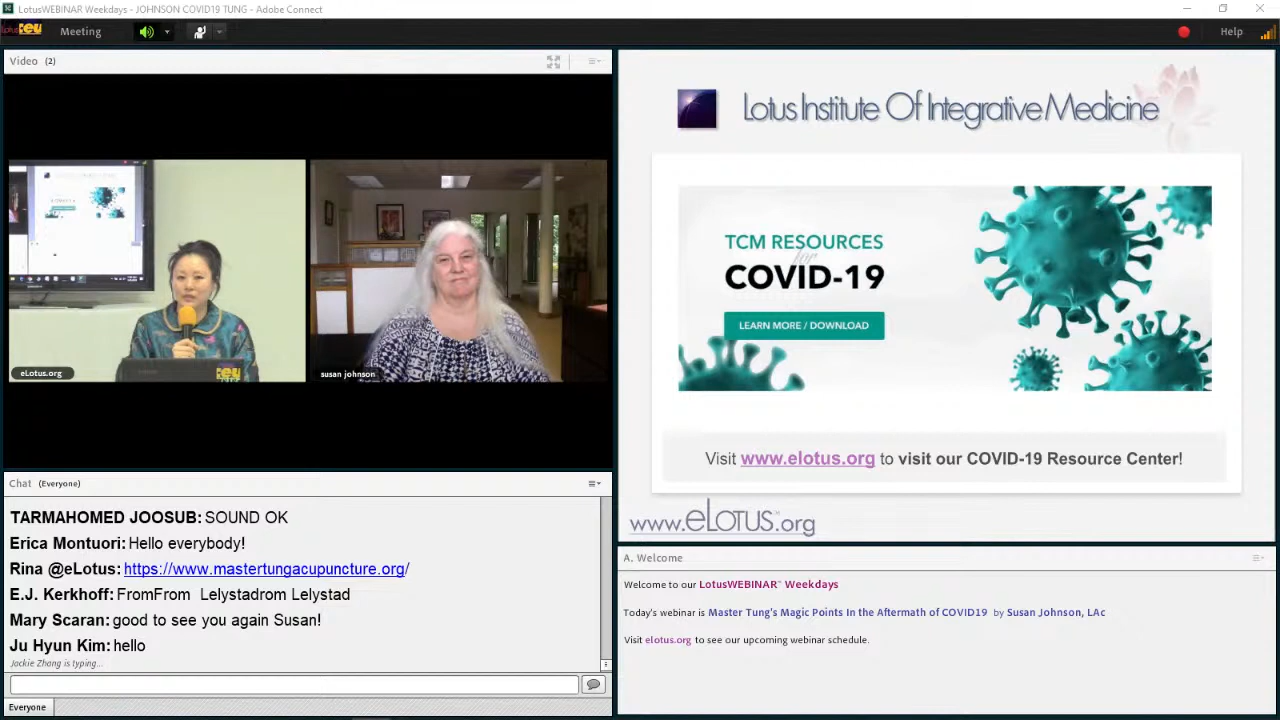 LotusWEBINAR Weekdays - JOHNSON COVID19 TUNG - Adobe Connect
Meeting
Help
Video (2)
eLotus.org
susan johnson
Lotus Institute Of Integrative Medicine
TCM RESOURCES
for
COVID-19
LEARN MORE / DOWNLOAD
Visit www.elotus.org to visit our COVID-19 Resource Center!
www.eLotus.org
Chat (Everyone)
TARMAHOMED JOOSUB: SOUND OK
Erica Montuori: Hello everybody!
Rina @eLotus: https://www.mastertungacupuncture.org/
E.J. Kerkhoff: FromFrom Lelystadrom Lelystad
Mary Scaran: good to see you again Susan!
Ju Hyun Kim: hello
Jackie Zhong is typing...
Everyone
A. Welcome
Welcome to our LotusWEBINAR™ Weekdays
Today's webinar is Master Tung's Magic Points In the Aftermath of COVID19 by Susan Johnson, LAc
Visit elotus.org to see our upcoming webinar schedule.